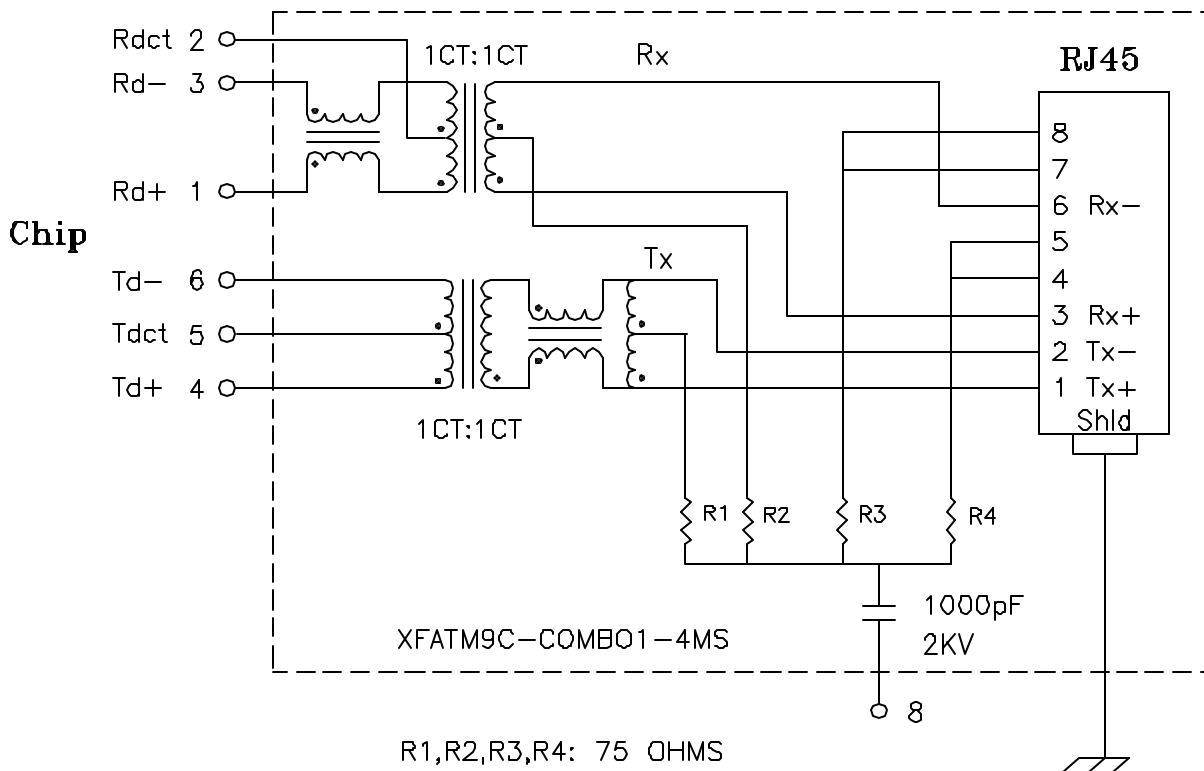 Rdct 2
1CT:1CT
Rx
RJ45
Rd- 3
8
7
Rd+ 1
6 Rx-
Chip
5
Tx
Td- 6
4
3 Rx+
Tdct 5
2 Tx-
Td+ 4
1 Tx+
Shld
1CT:1CT
R1
R2
R3
R4
1000pF
2KV
XFATM9C-COMBO1-4MS
8
R1,R2,R3,R4: 75 OHMS